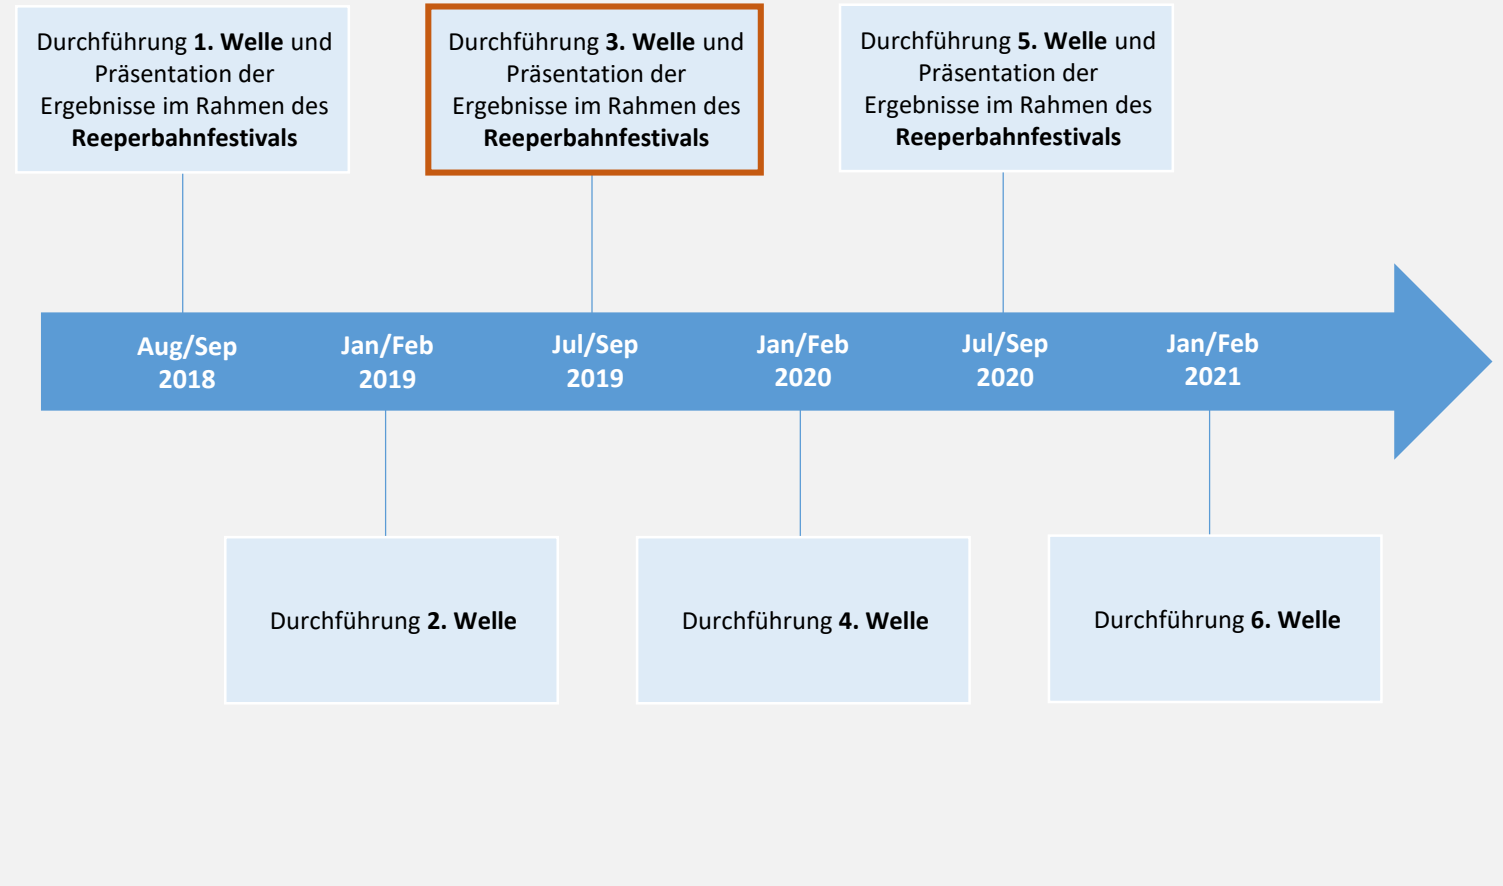 Durchführung 1. Welle und
Präsentation der
Ergebnisse im Rahmen des
Reeperbahnfestivals
Durchführung 3. Welle und
Präsentation der
Ergebnisse im Rahmen des
Reeperbahnfestivals
Durchführung 5. Welle und
Präsentation der
Ergebnisse im Rahmen des
Reeperbahnfestivals
Aug/Sep
2018
Jan/Feb
2019
Jul/Sep
2019
Jan/Feb
2020
Jul/Sep
2020
Jan/Feb
2021
Durchführung 2. Welle
Durchführung 4. Welle
Durchführung 6. Welle